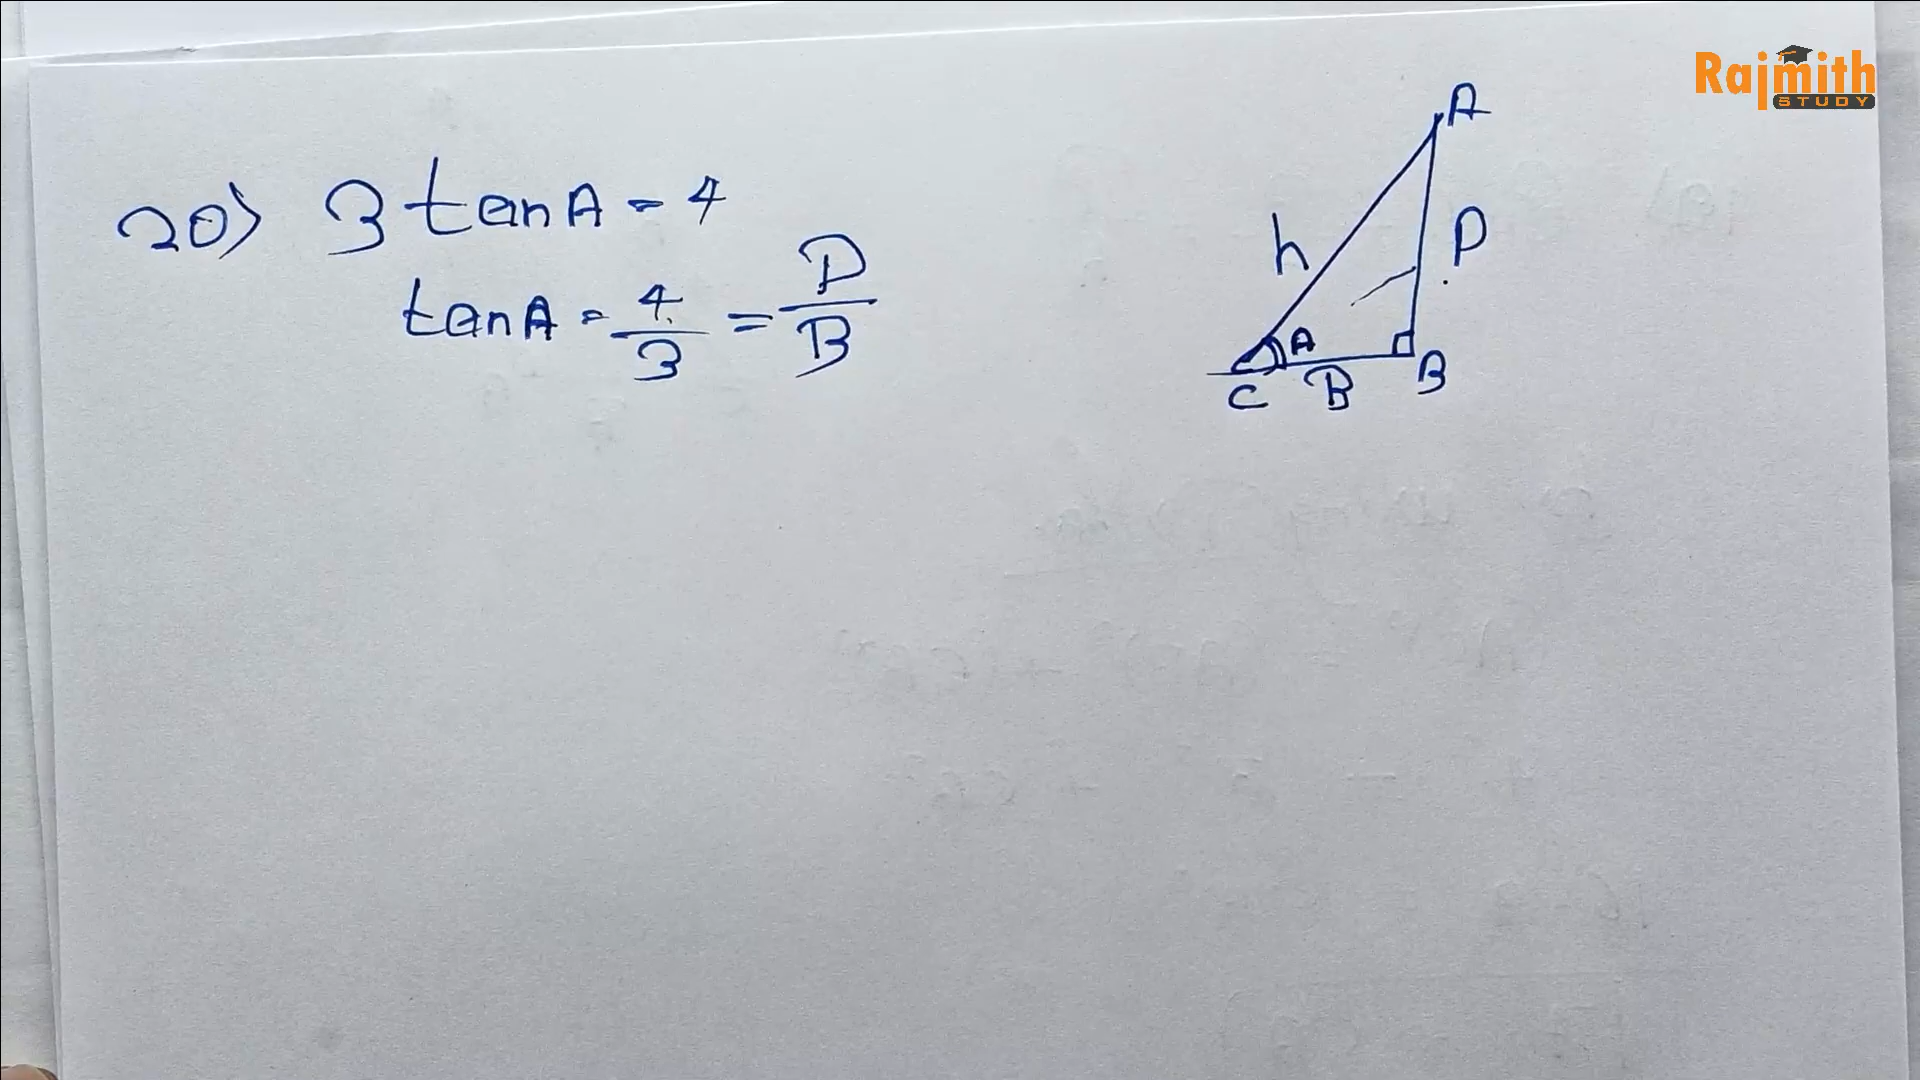 20) 3 tanA = 4
tanA = 4/3 = P/B
A
h
P
A
C
B
B
Rajmith
STUDY